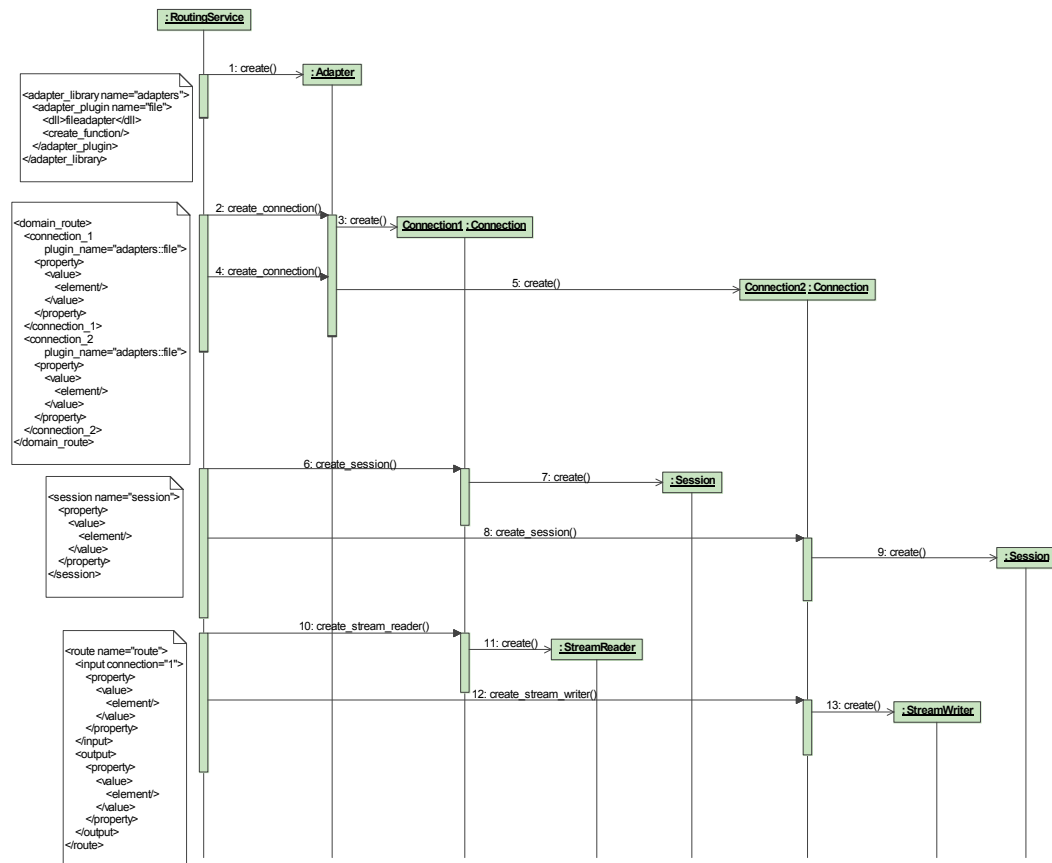 : RoutingService
1: create()
: Adapter
<adapter_library name="adapters">
<adapter_plugin name="file">
<dll>fileadapter</dll>
<create_function/>
</adapter_plugin>
</adapter_library>
2: create_connection()
3: create()
Connection1 : Connection
<domain_route>
<connection_1
plugin_name="adapters::file">
<property>
<value>
<element/>
</value>
</property>
</connection_1>
<connection_2
plugin_name="adapters::file">
<property>
<value>
<element/>
</value>
</property>
</connection_2>
</domain_route>
4: create_connection()
5: create()
Connection2 : Connection
6: create_session()
7: create()
: Session
<session name="session">
<property>
<value>
<element/>
</value>
</property>
</session>
8: create_session()
9: create()
: Session
10: create_stream_reader()
11: create()
: StreamReader
<route name="route">
<input connection="1">
<property>
<value>
<element/>
</value>
</property>
</input>
<output>
<property>
<value>
<element/>
</value>
</property>
</output>
</route>
12: create_stream_writer()
13: create()
: StreamWriter